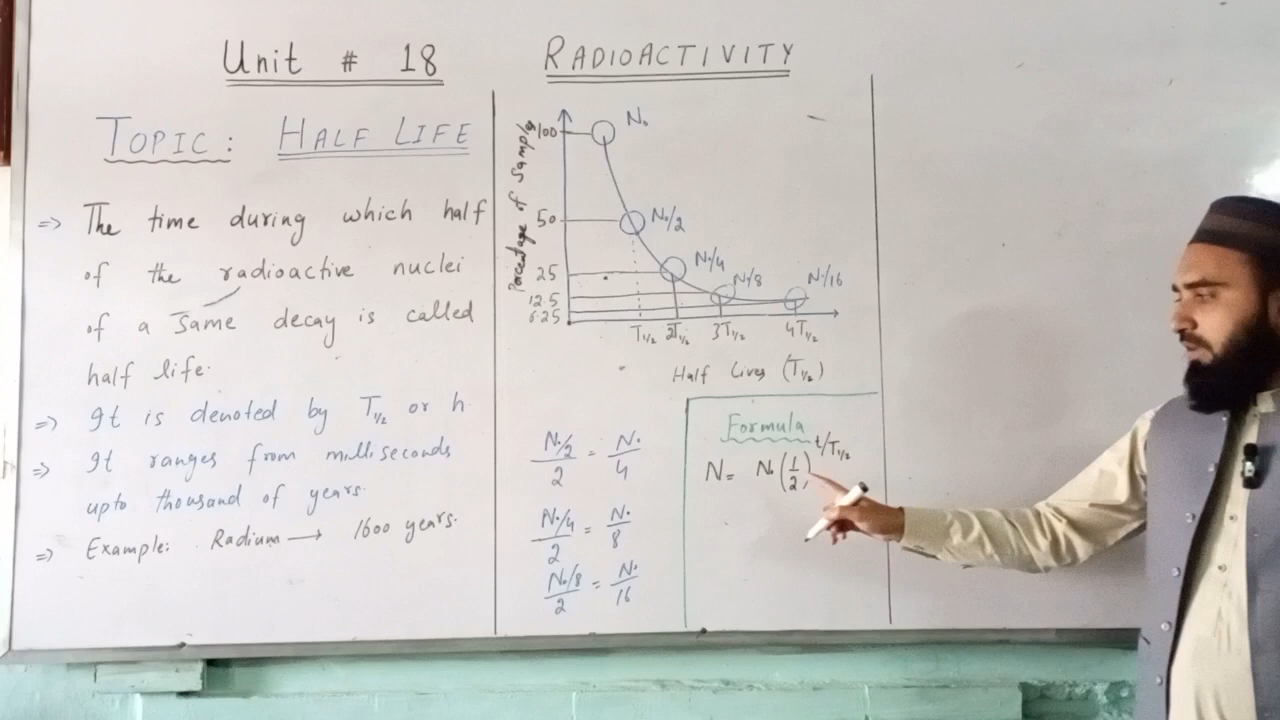 Unit # 18 RADIOACTIVITY
TOPIC: HALF LIFE
=> The time during which half
of the radioactive nuclei
of a same decay is called
half life.
=> It is denoted by T1/2 or h.
=> It ranges from milliseconds
upto thousand of years.
=> Example: Radium → 1600 years.
Percentage of Sample
100
50
25
12.5
6.25
N₀
N₀/2
N₀/4
N₀/8
N₀/16
T1/2 2T1/2 3T1/2 4T1/2
Half Lives (T1/2)
N₀/2 / 2 = N₀/4
N₀/4 / 2 = N₀/8
N₀/8 / 2 = N₀/16
Formula
N = N₀ (1/2)^t/T1/2